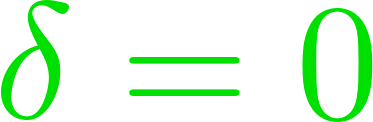 δ = 0